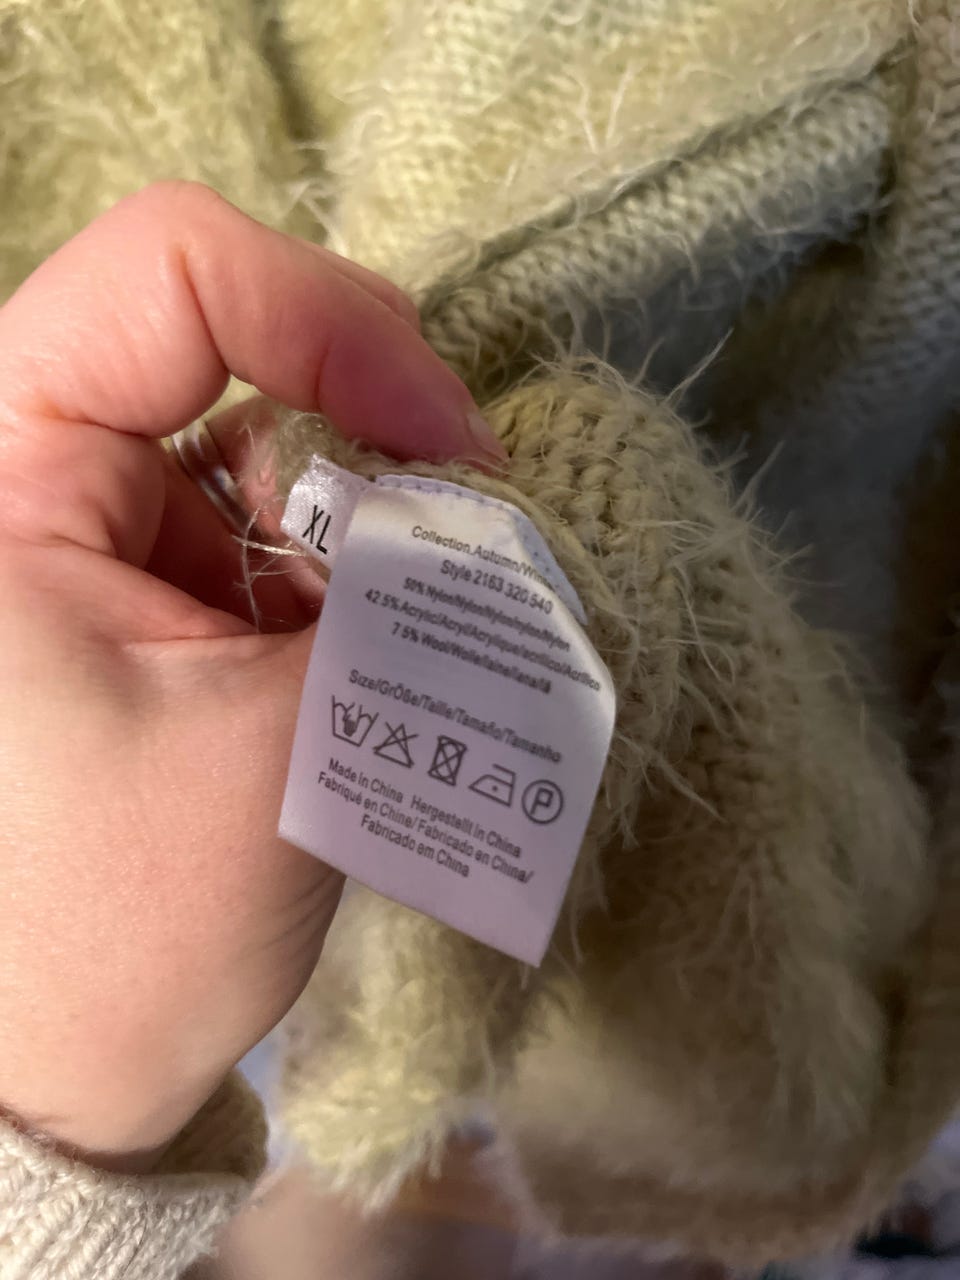 XL
Collection.Autumn/Winter
Style 2163 320 540
50% Nylon/Nylon/Nylon/nylon/Nylon
42.5% Acrylic/Acryl/Acrylique/acrilico/Acrílico
7.5% Wool/Wolle/laine/lana/lã
Size/GrÖße/Taille/Tamaño/Tamanho
P
Made in China Hergestellt in China
Fabriqué en Chine/ Fabricado en China/
Fabricado em China